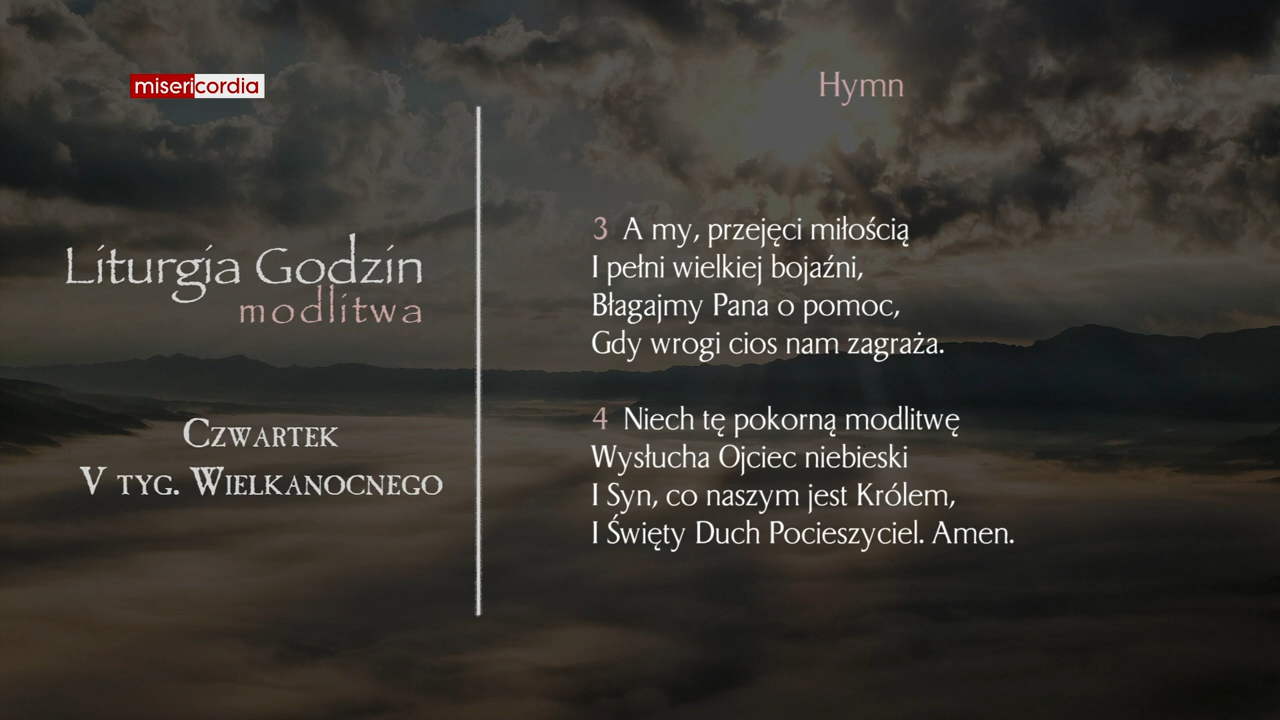 misericordia
Liturgia Godzin
modlitwa
Czwartek
V tyg. Wielkanocnego
Hymn
3 A my, przejęci miłością
I pełni wielkiej bojaźni,
Błagajmy Pana o pomoc,
Gdy wrogi cios nam zagraża.
4 Niech tę pokorną modlitwę
Wysłucha Ojciec niebieski
I Syn, co naszym jest Królem,
I Święty Duch Pocieszyciel. Amen.